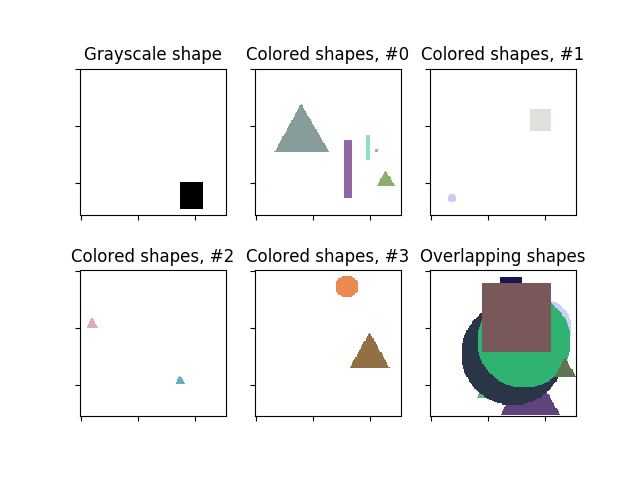 Grayscale shape
Colored shapes, #0
Colored shapes, #1
Colored shapes, #2
Colored shapes, #3
Overlapping shapes